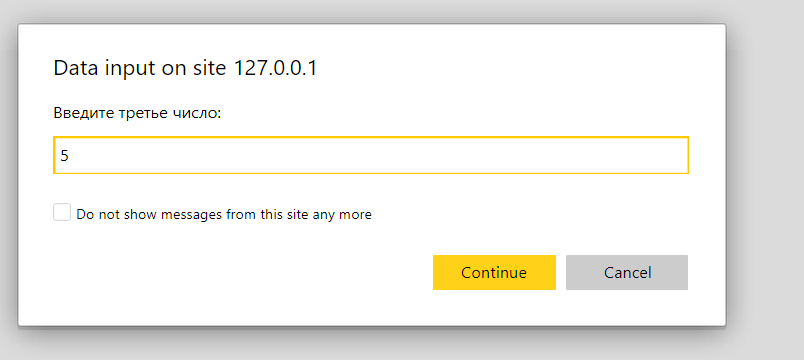 Data input on site 127.0.0.1
Введите третье число:
5
Do not show messages from this site any more
Continue Cancel